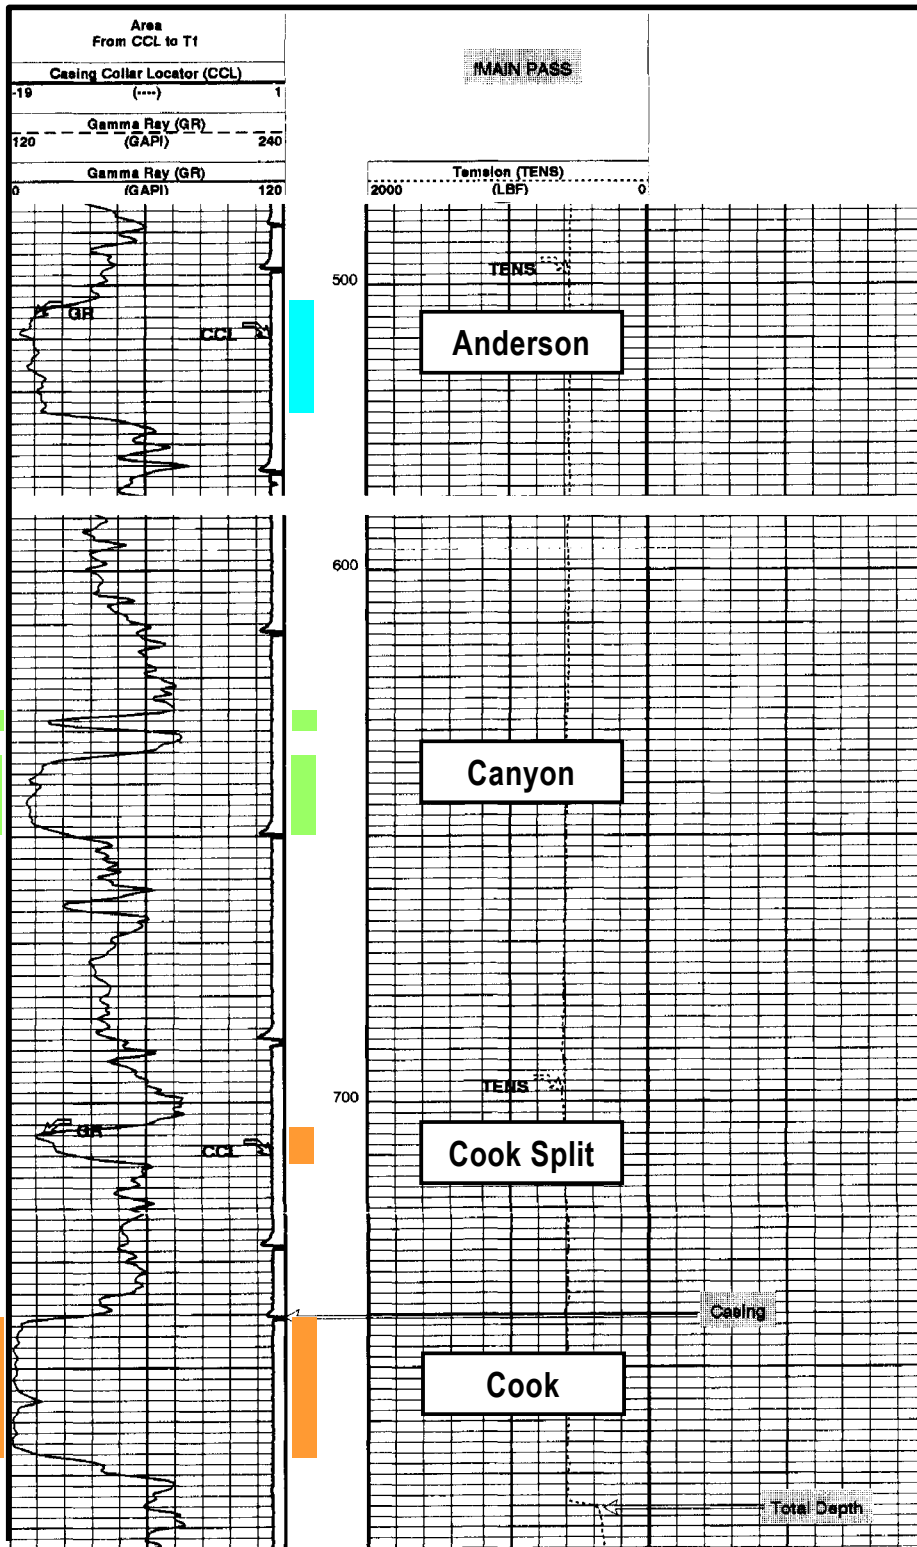 Area
From CCL to T1
Casing Collar Locator (CCL)
-19 (----) 1
Gamma Ray (GR)
120 (GAPI) 240
Gamma Ray (GR)
0 (GAPI) 120
MAIN PASS
Temsion (TENS)
2000 (LBF) 0
TENS
500
GR
CCL
Anderson
600
Canyon
TENS
700
GR
CCL
Cook Split
Casing
Cook
Total Depth